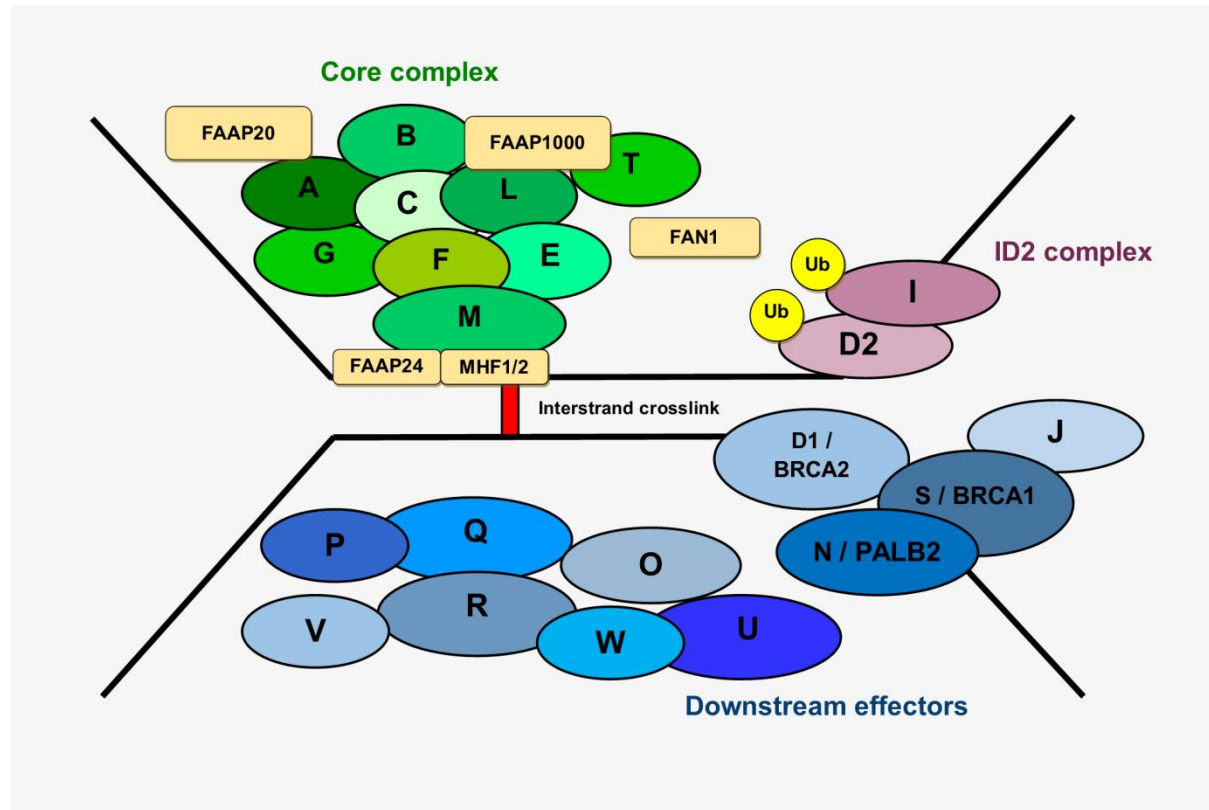 Core complex
FAAP20
B
FAAP1000
T
A
C
L
G
F
E
FAN1
M
FAAP24
MHF1/2
ID2 complex
Ub
I
Ub
D2
Interstrand crosslink
D1 /
BRCA2
J
S / BRCA1
N / PALB2
P
Q
O
V
R
W
U
Downstream effectors